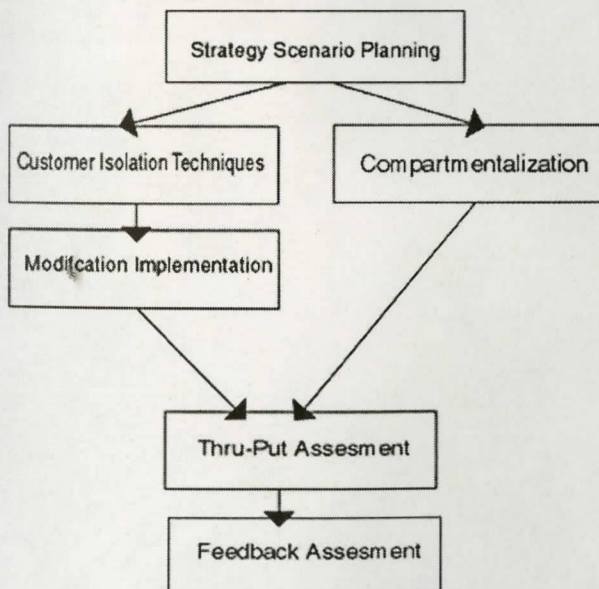 Strategy Scenario Planning
Customer Isolation Techniques
Compartmentalization
Modifcation Implementation
Thru-Put Assesment
Feedback Assesment